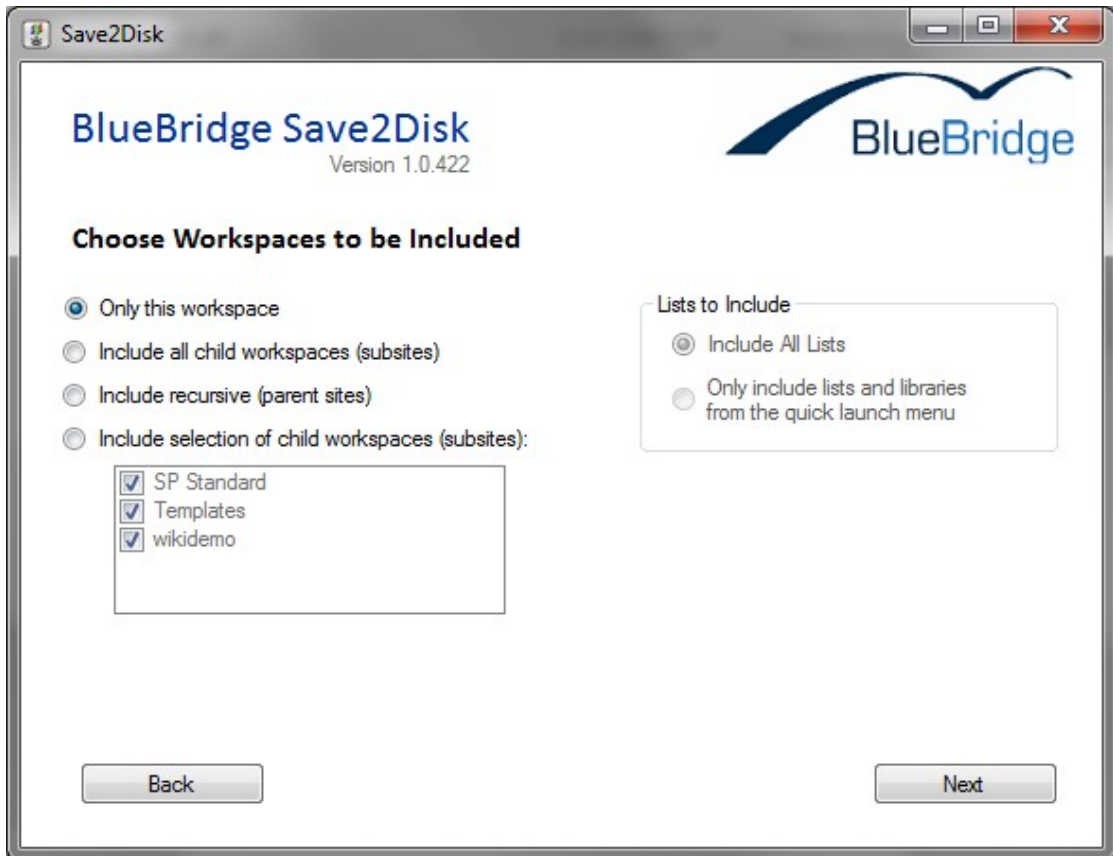 Save2Disk
BlueBridge Save2Disk
Version 1.0.422
BlueBridge
Choose Workspaces to be Included
Only this workspace
Include all child workspaces (subsites)
Include recursive (parent sites)
Include selection of child workspaces (subsites):
SP Standard
Templates
wikidemo
Lists to Include
Include All Lists
Only include lists and libraries
from the quick launch menu
Back
Next